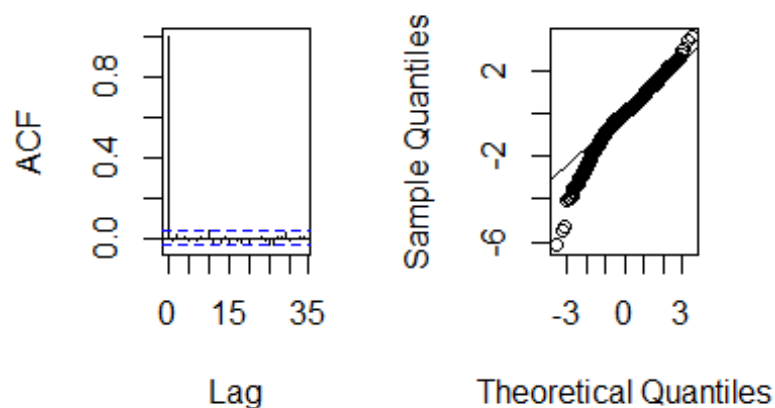 ACF
0.0 0.4 0.8
0 15 35
Lag
Sample Quantiles
-6 -2 2
-3 0 3
Theoretical Quantiles